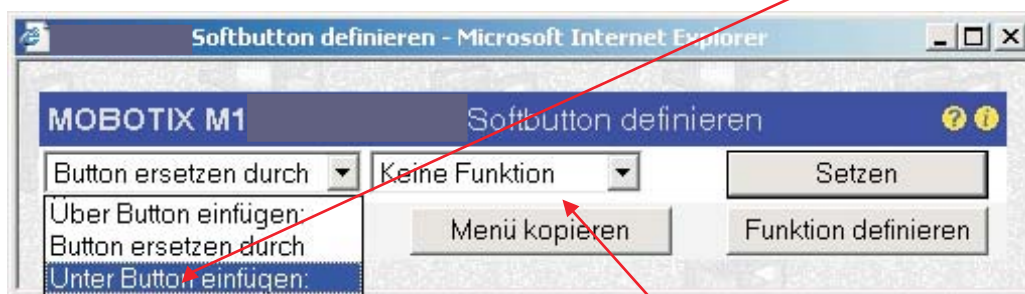 Softbutton definieren - Microsoft Internet Explorer
MOBOTIX M1 Softbutton definieren
Button ersetzen durch Keine Funktion Setzen
Über Button einfügen:
Button ersetzen durch
Unter Button einfügen:
Menü kopieren Funktion definieren